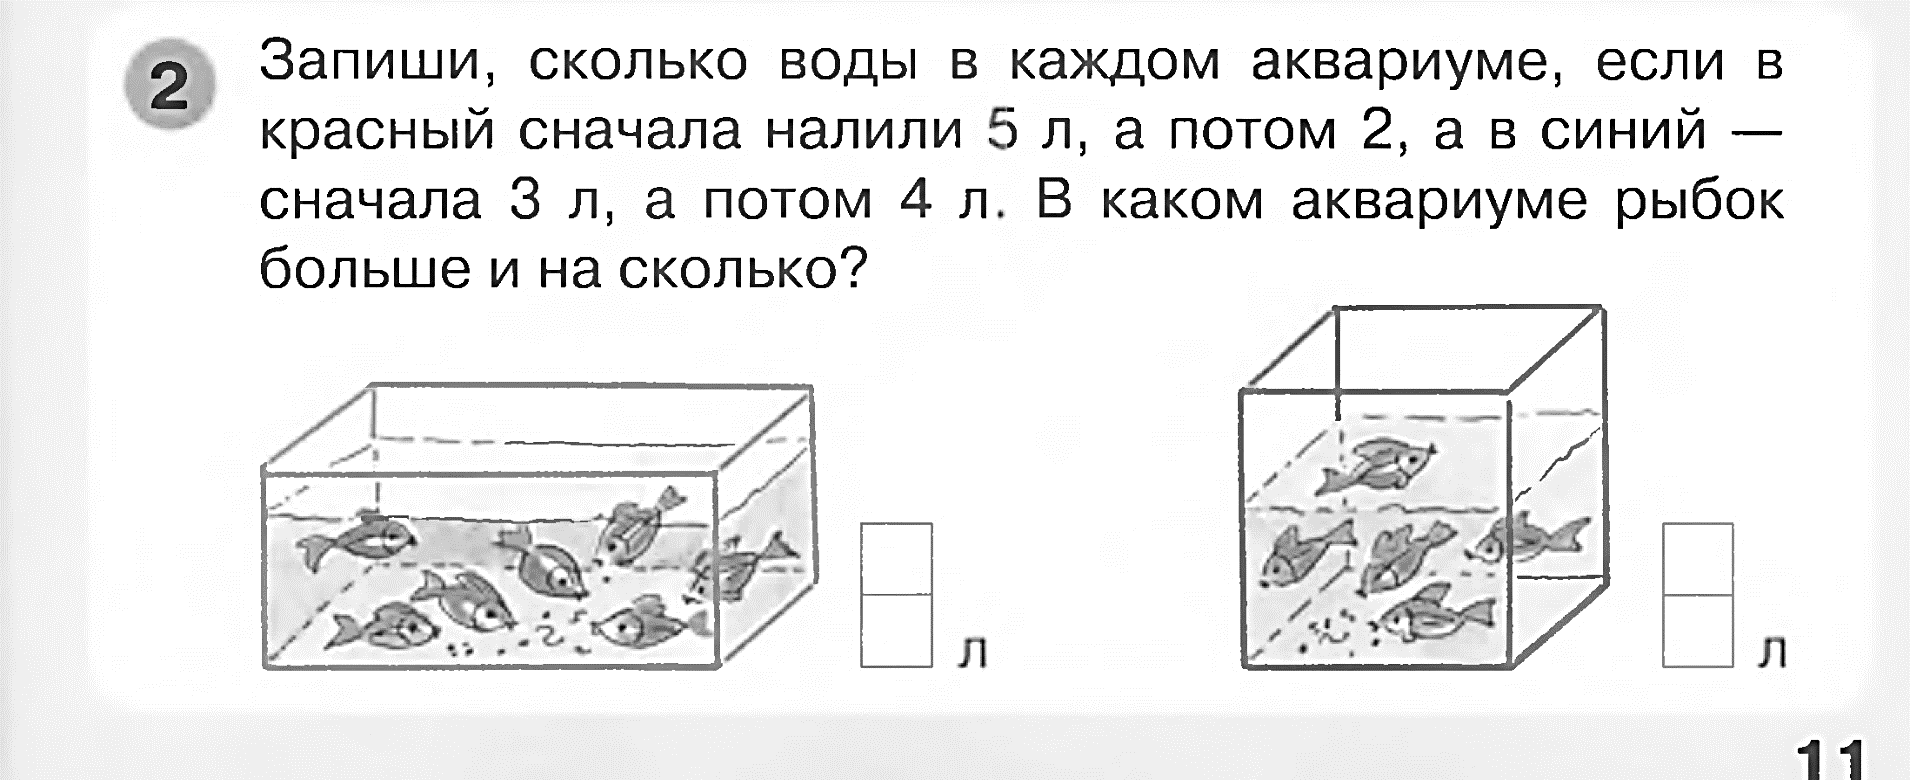 2 Запиши, сколько воды в каждом аквариуме, если в
красный сначала налили 5 л, а потом 2, а в синий —
сначала 3 л, а потом 4 л. В каком аквариуме рыбок
больше и на сколько?
л
л
11